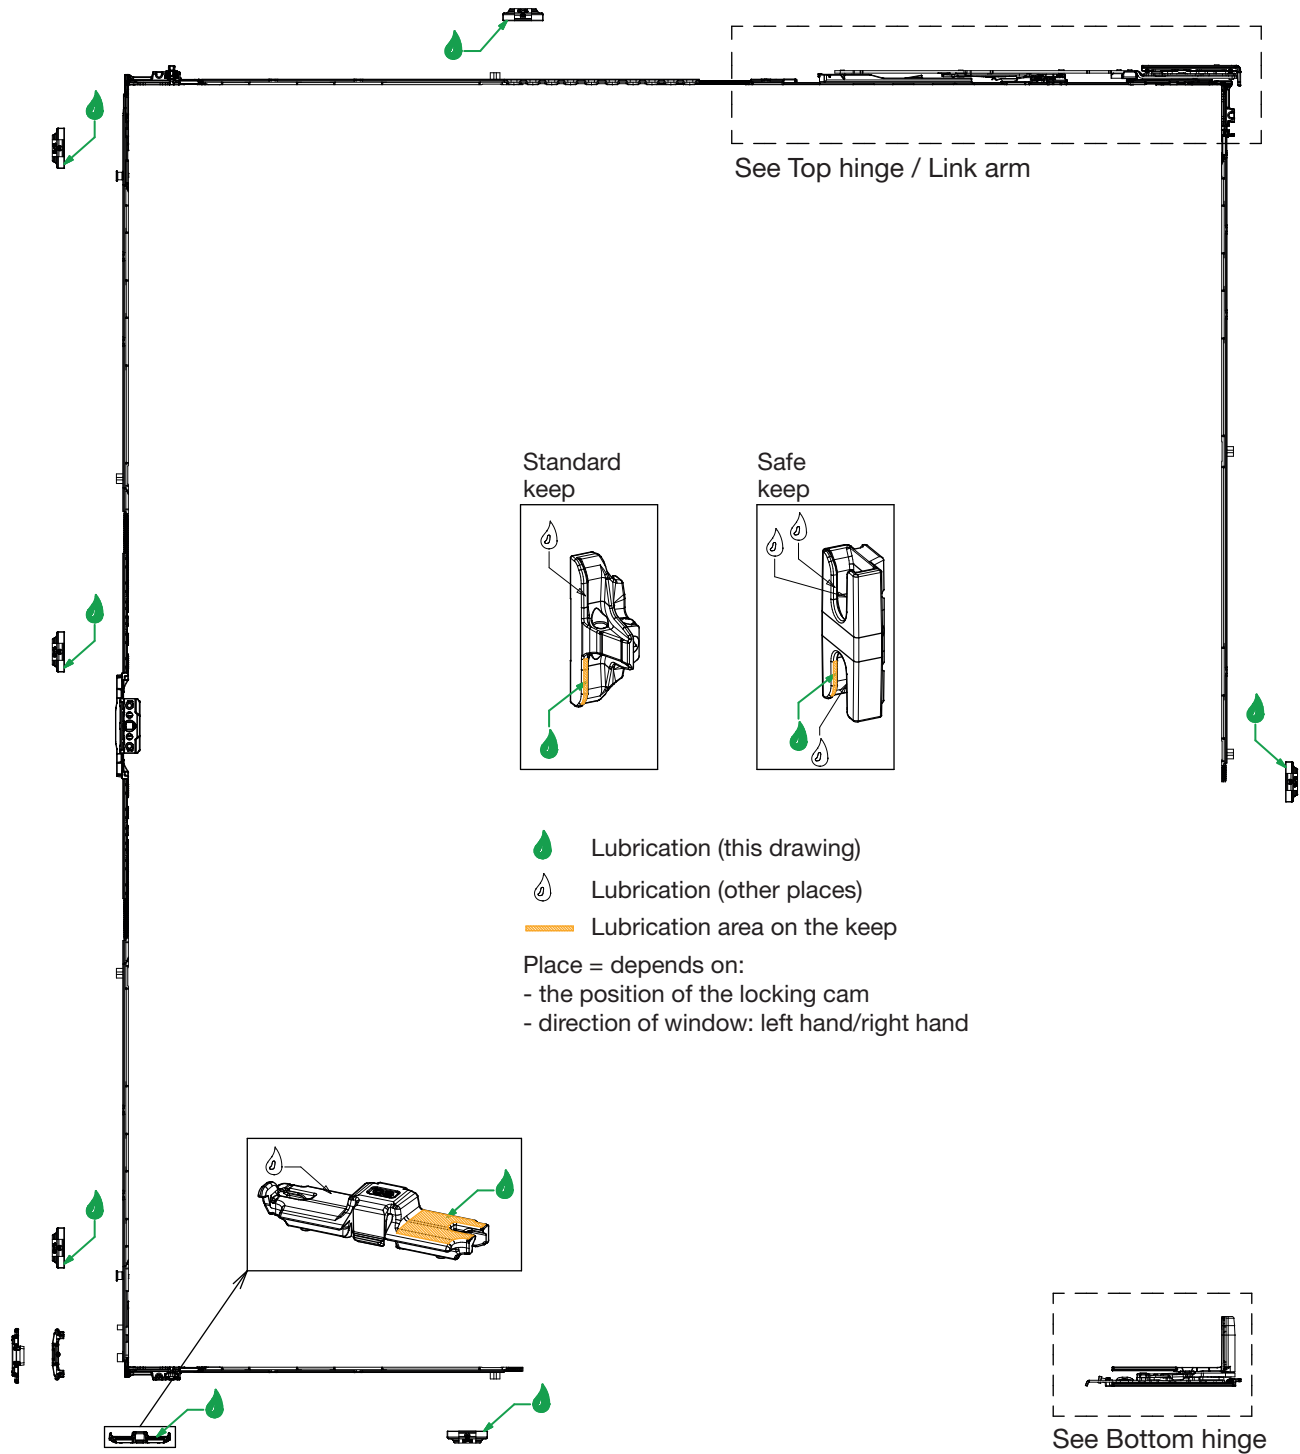 See Top hinge / Link arm
Standard
keep
Safe
keep
Lubrication (this drawing)
Lubrication (other places)
Lubrication area on the keep
Place = depends on:
- the position of the locking cam
- direction of window: left hand/right hand
See Bottom hinge